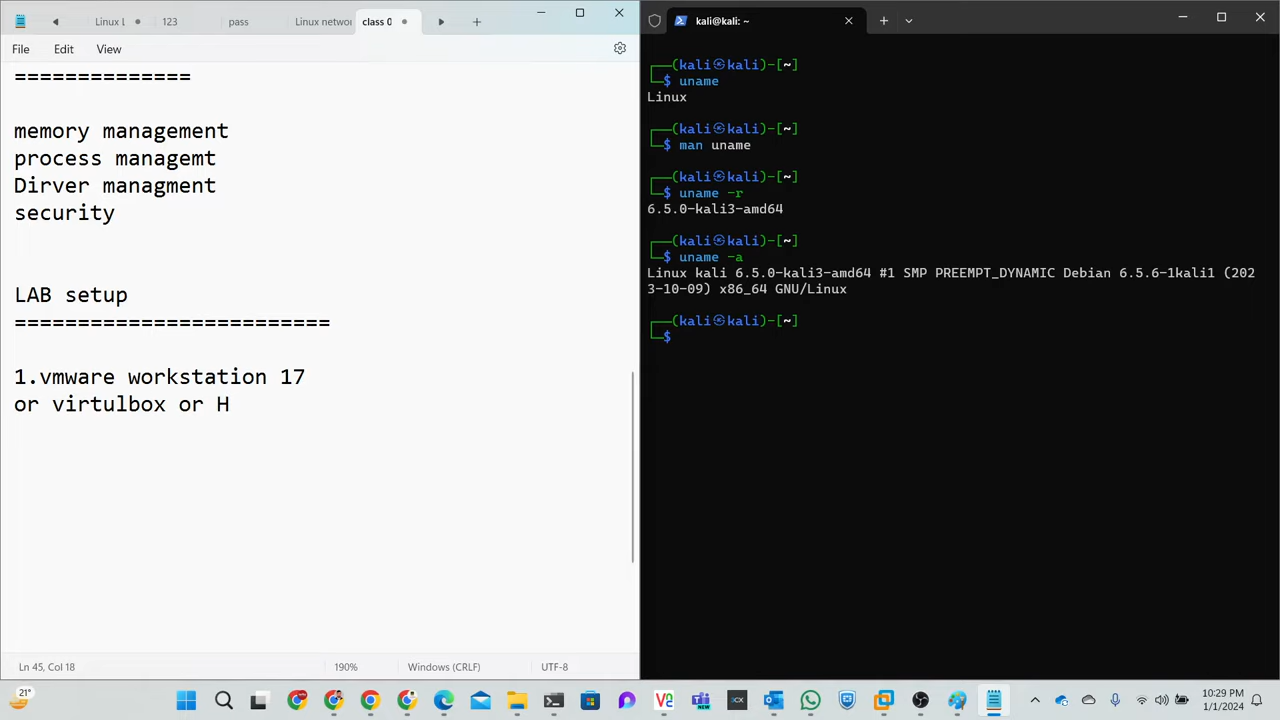 Linux L
123
pass
Linux networ
class 0
File
Edit
View
==============
memory management
process managemt
Dirver managment
security
LAB setup
=========================
1.vmware workstation 17
or virtulbox or H
Ln 45, Col 18
190%
Windows (CRLF)
UTF-8
kali@kali: ~
┌──(kali㉿kali)-[~]
└─$ uname
Linux
┌──(kali㉿kali)-[~]
└─$ man uname
┌──(kali㉿kali)-[~]
└─$ uname -r
6.5.0-kali3-amd64
┌──(kali㉿kali)-[~]
└─$ uname -a
Linux kali 6.5.0-kali3-amd64 #1 SMP PREEMPT_DYNAMIC Debian 6.5.6-1kali1 (202
3-10-09) x86_64 GNU/Linux
┌──(kali㉿kali)-[~]
└─$
21°
NEW
10:29 PM
1/1/2024